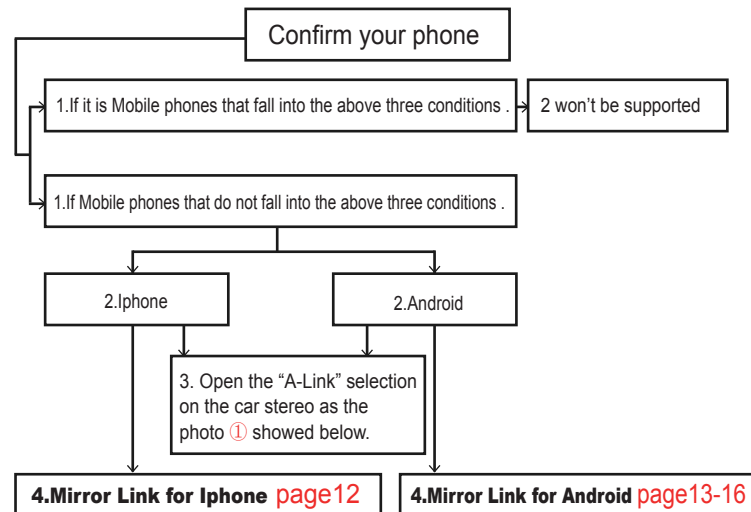 Confirm your phone
1.If it is Mobile phones that fall into the above three conditions .
2 won't be supported
1.If Mobile phones that do not fall into the above three conditions .
2.Iphone
2.Android
3. Open the “A-Link” selection
on the car stereo as the
photo ① showed below.
4.Mirror Link for Iphone page12
4.Mirror Link for Android page13-16